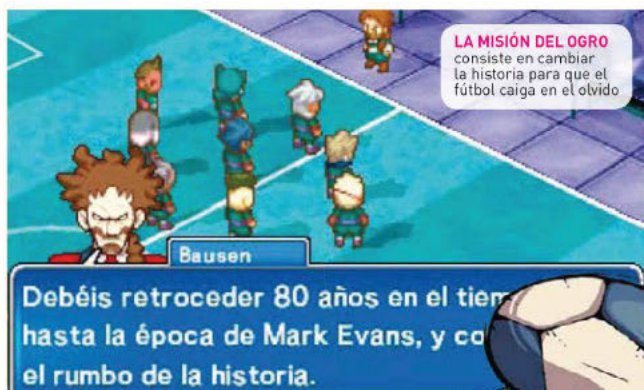 LA MISIÓN DEL OGRO
consiste en cambiar
la historia para que el
fútbol caiga en el olvido
Bausen
Debéis retroceder 80 años en el
hasta la época de Mark Evans, y
el rumbo de la historia.